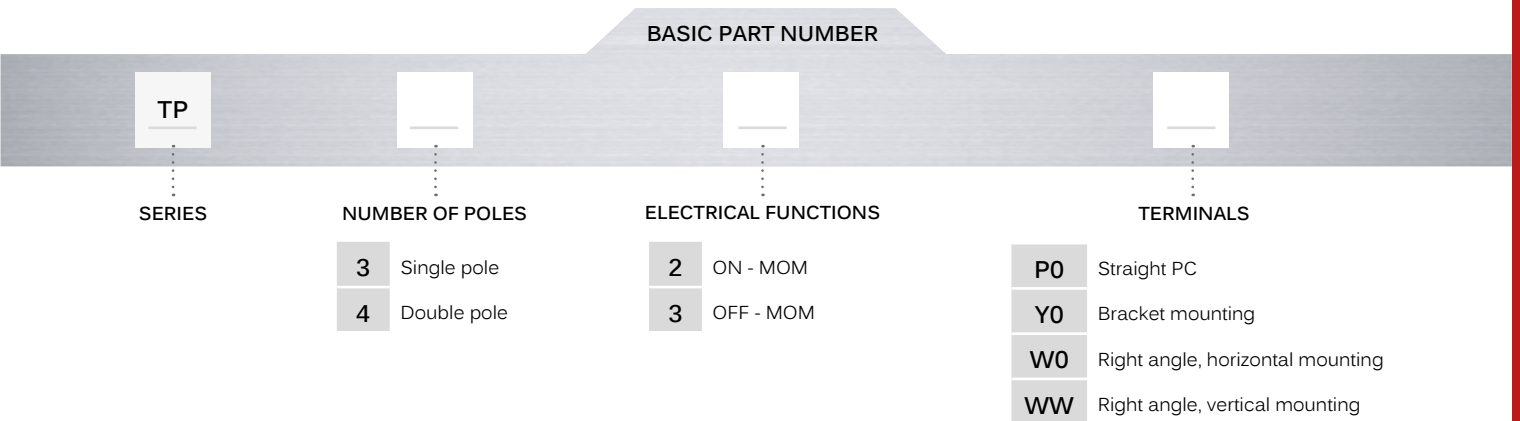 BASIC PART NUMBER
TP
SERIES
NUMBER OF POLES
3 Single pole
4 Double pole
ELECTRICAL FUNCTIONS
2 ON - MOM
3 OFF - MOM
TERMINALS
P0 Straight PC
Y0 Bracket mounting
W0 Right angle, horizontal mounting
WW Right angle, vertical mounting